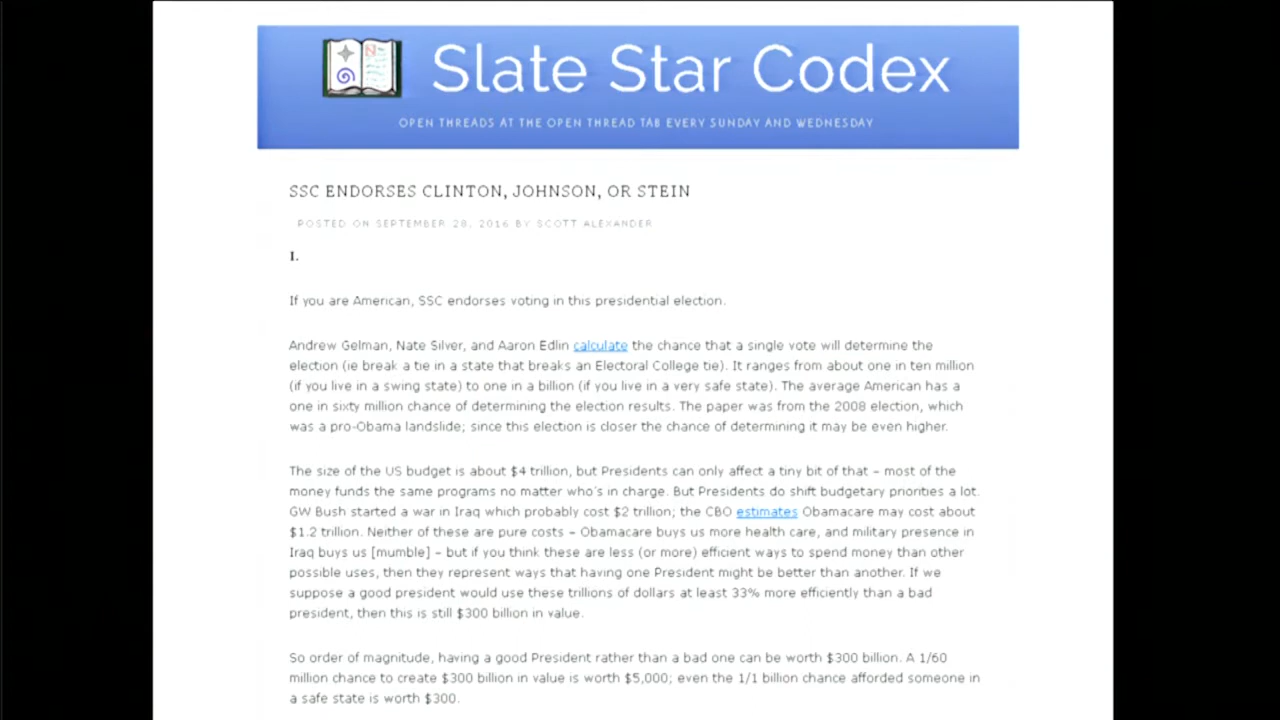 Slate Star Codex
OPEN THREADS AT THE OPEN THREAD TAB EVERY SUNDAY AND WEDNESDAY
SSC ENDORSES CLINTON, JOHNSON, OR STEIN
POSTED ON SEPTEMBER 28, 2016 BY SCOTT ALEXANDER
I.
If you are American, SSC endorses voting in this presidential election.
Andrew Gelman, Nate Silver, and Aaron Edlin calculate the chance that a single vote will determine the
election (ie break a tie in a state that breaks an Electoral College tie). It ranges from about one in ten million
(if you live in a swing state) to one in a billion (if you live in a very safe state). The average American has a
one in sixty million chance of determining the election results. The paper was from the 2008 election, which
was a pro-Obama landslide; since this election is closer the chance of determining it may be even higher.
The size of the US budget is about $4 trillion, but Presidents can only affect a tiny bit of that – most of the
money funds the same programs no matter who's in charge. But Presidents do shift budgetary priorities a lot.
GW Bush started a war in Iraq which probably cost $2 trillion; the CBO estimates Obamacare may cost about
$1.2 trillion. Neither of these are pure costs – Obamacare buys us more health care, and military presence in
Iraq buys us [mumble] – but if you think these are less (or more) efficient ways to spend money than other
possible uses, then they represent ways that having one President might be better than another. If we
suppose a good president would use these trillions of dollars at least 33% more efficiently than a bad
president, then this is still $300 billion in value.
So order of magnitude, having a good President rather than a bad one can be worth $300 billion. A 1/60
million chance to create $300 billion in value is worth $5,000; even the 1/1 billion chance afforded someone in
a safe state is worth $300.